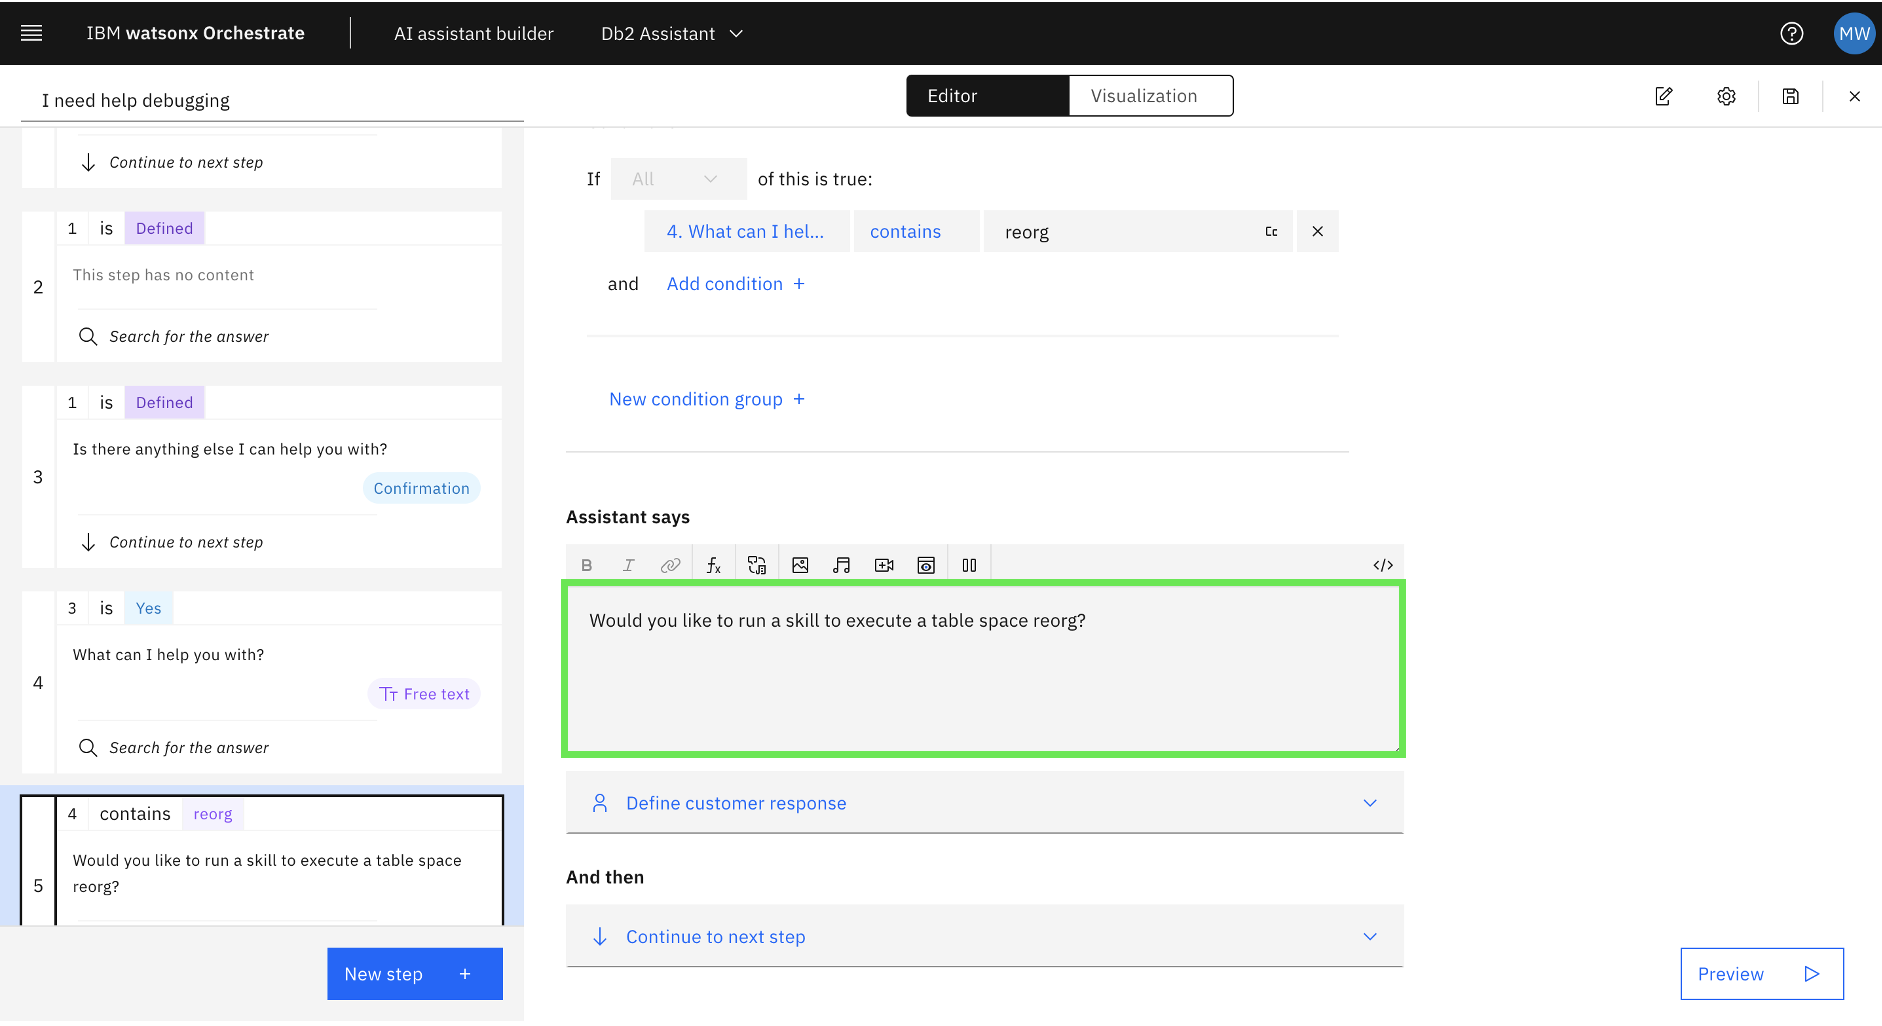 IBM watsonx Orchestrate
AI assistant builder
Db2 Assistant
MW
I need help debugging
Editor
Visualization
Continue to next step
1 is Defined
2
This step has no content
Search for the answer
1 is Defined
3
Is there anything else I can help you with?
Confirmation
Continue to next step
3 is Yes
4
What can I help you with?
Free text
Search for the answer
4 contains reorg
5
Would you like to run a skill to execute a table space
reorg?
New step +
If All of this is true:
4. What can I hel... contains reorg Cc
and Add condition +
New condition group +
Assistant says
B I fx </>
Would you like to run a skill to execute a table space reorg?
Define customer response
And then
Continue to next step
Preview